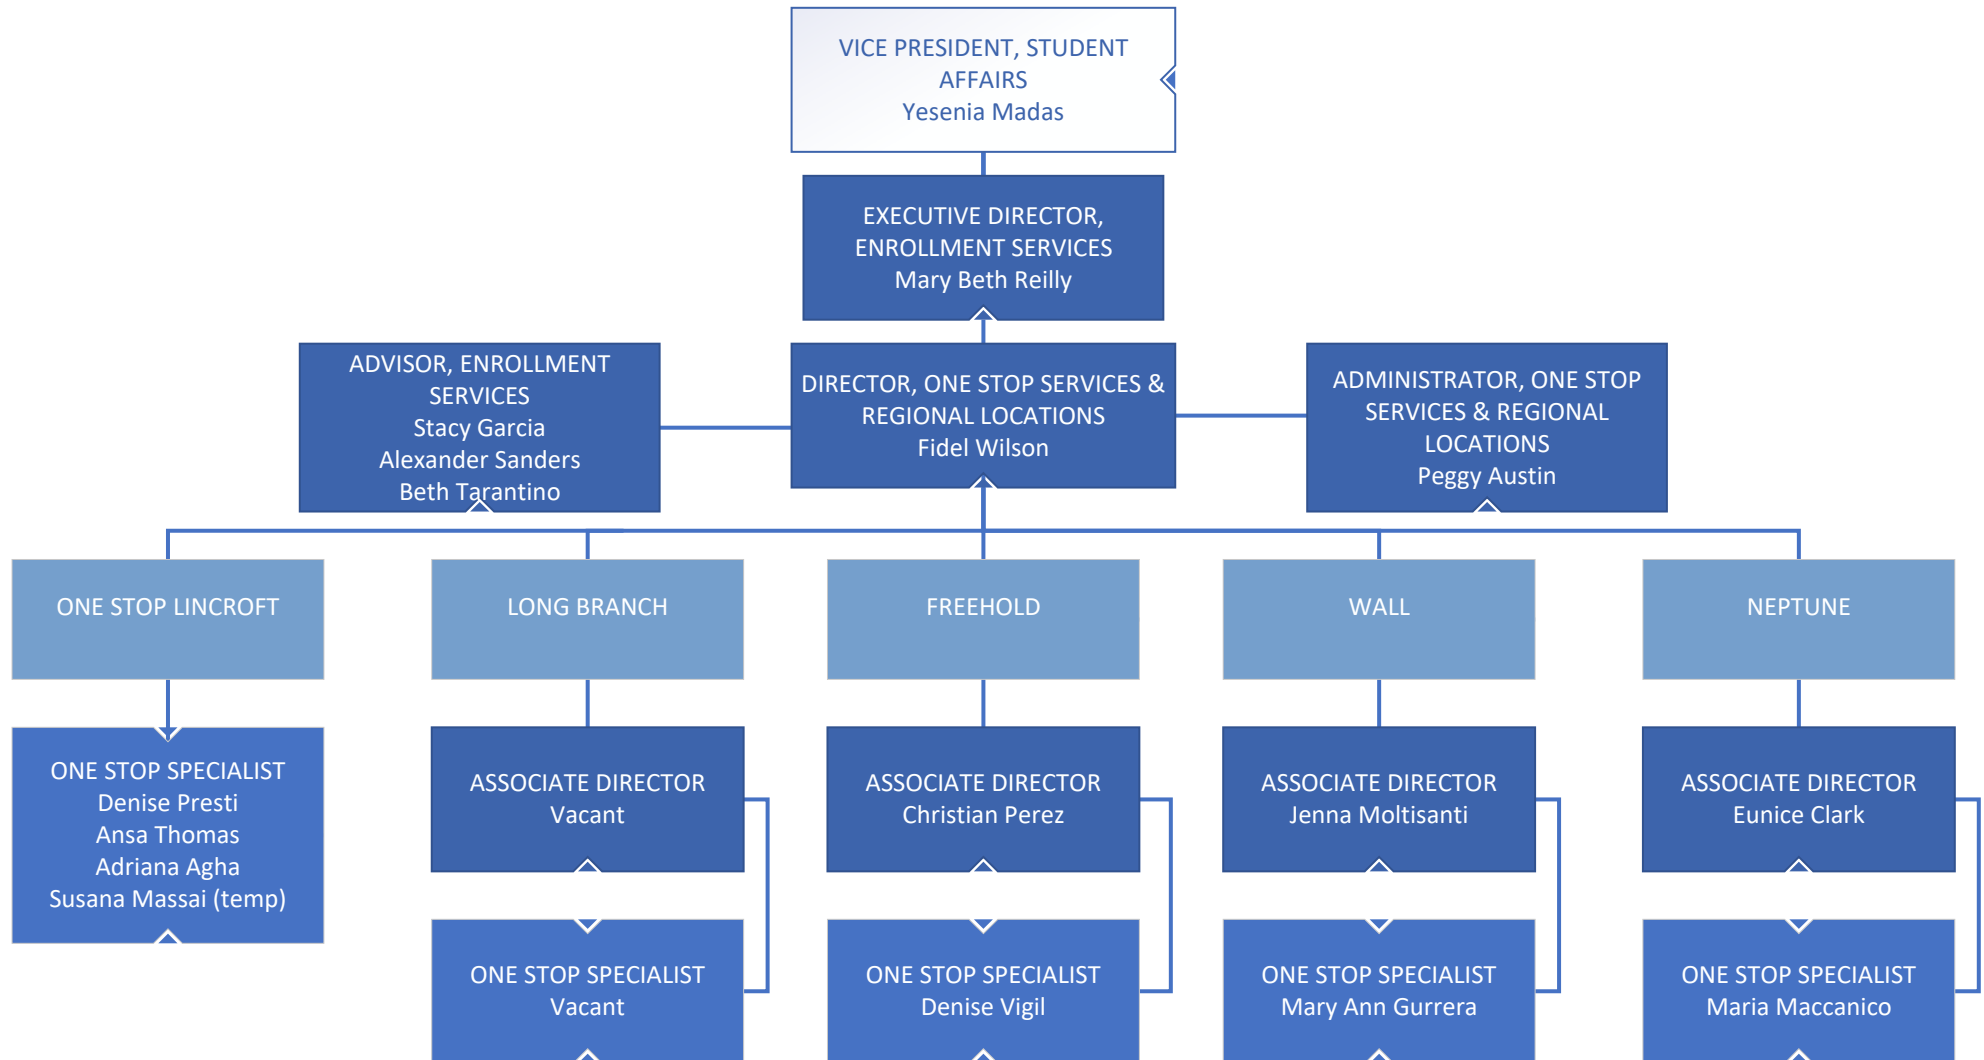 VICE PRESIDENT, STUDENT
AFFAIRS
Yesenia Madas
EXECUTIVE DIRECTOR,
ENROLLMENT SERVICES
Mary Beth Reilly
ADVISOR, ENROLLMENT
SERVICES
Stacy Garcia
Alexander Sanders
Beth Tarantino
DIRECTOR, ONE STOP SERVICES &
REGIONAL LOCATIONS
Fidel Wilson
ADMINISTRATOR, ONE STOP
SERVICES & REGIONAL
LOCATIONS
Peggy Austin
ONE STOP LINCROFT
LONG BRANCH
FREEHOLD
WALL
NEPTUNE
ONE STOP SPECIALIST
Denise Presti
Ansa Thomas
Adriana Agha
Susana Massai (temp)
ASSOCIATE DIRECTOR
Vacant
ASSOCIATE DIRECTOR
Christian Perez
ASSOCIATE DIRECTOR
Jenna Moltisanti
ASSOCIATE DIRECTOR
Eunice Clark
ONE STOP SPECIALIST
Vacant
ONE STOP SPECIALIST
Denise Vigil
ONE STOP SPECIALIST
Mary Ann Gurrera
ONE STOP SPECIALIST
Maria Maccanico